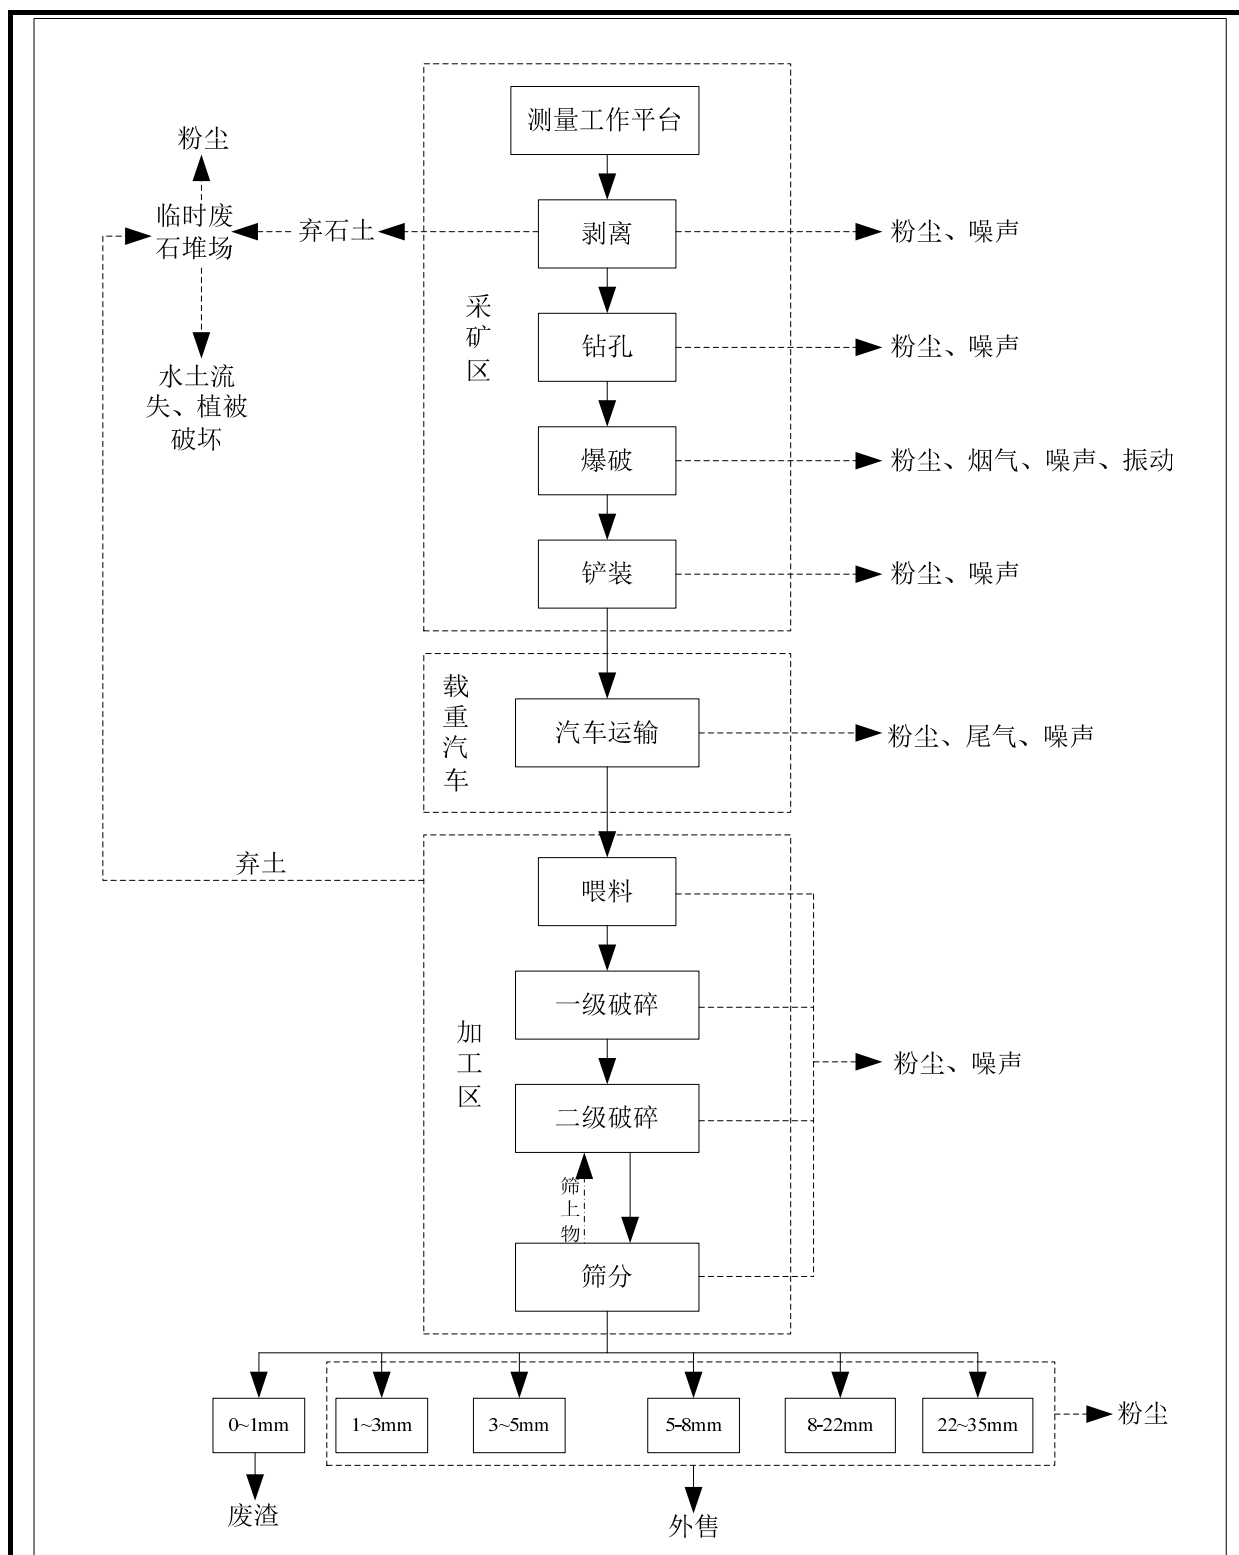 测量工作平台
粉尘
临时废
石堆场
弃石土
剥离
粉尘、噪声
采
矿
区
钻孔
粉尘、噪声
水土流
失、植被
破坏
爆破
粉尘、烟气、噪声、振动
铲装
粉尘、噪声
载
重
汽
车
汽车运输
粉尘、尾气、噪声
弃土
喂料
一级破碎
加
工
区
粉尘、噪声
二级破碎
筛
上
物
筛分
0~1mm
1~3mm
3~5mm
5-8mm
8-22mm
22~35mm
粉尘
废渣
外售